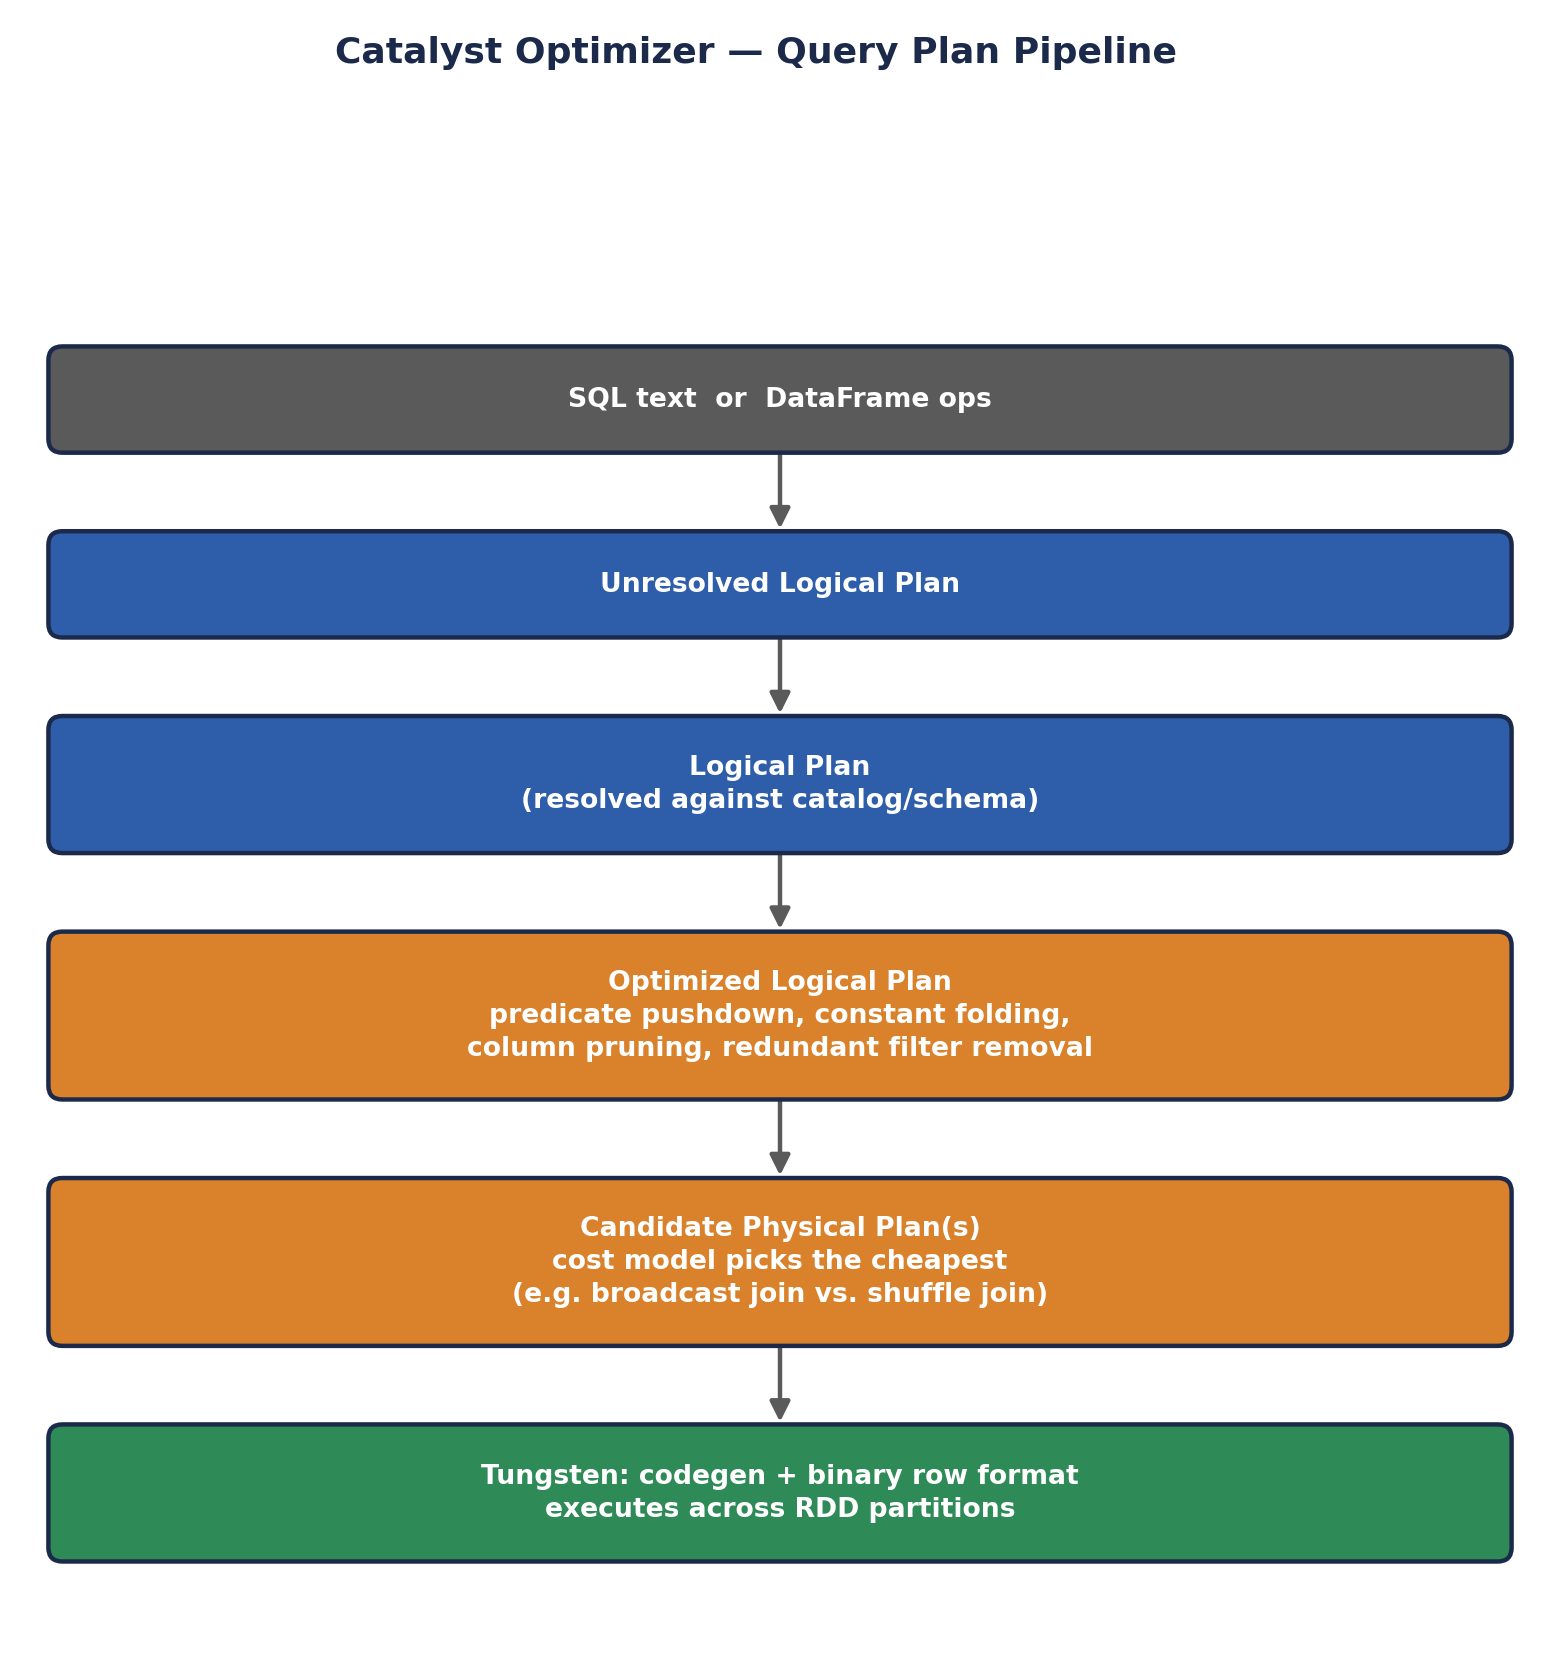 Catalyst Optimizer — Query Plan Pipeline
SQL text  or  DataFrame ops
Unresolved Logical Plan
Logical Plan
(resolved against catalog/schema)
Optimized Logical Plan
predicate pushdown, constant folding,
column pruning, redundant filter removal
Candidate Physical Plan(s)
cost model picks the cheapest
(e.g. broadcast join vs. shuffle join)
Tungsten: codegen + binary row format
executes across RDD partitions